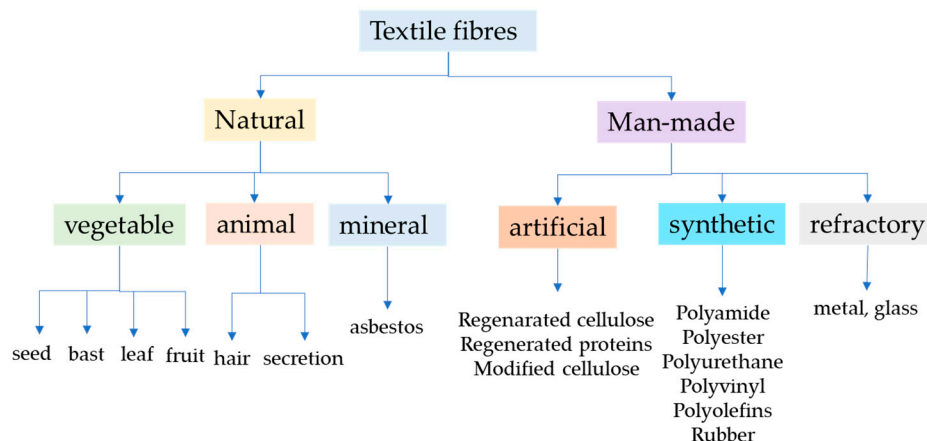 Textile fibres
Natural
Man-made
vegetable
animal
mineral
artificial
synthetic
refractory
seed
bast
leaf
fruit
hair
secretion
asbestos
Regenarated cellulose
Regenerated proteins
Modified cellulose
Polyamide
Polyester
Polyurethane
Polyvinyl
Polyolefins
Rubber
metal, glass